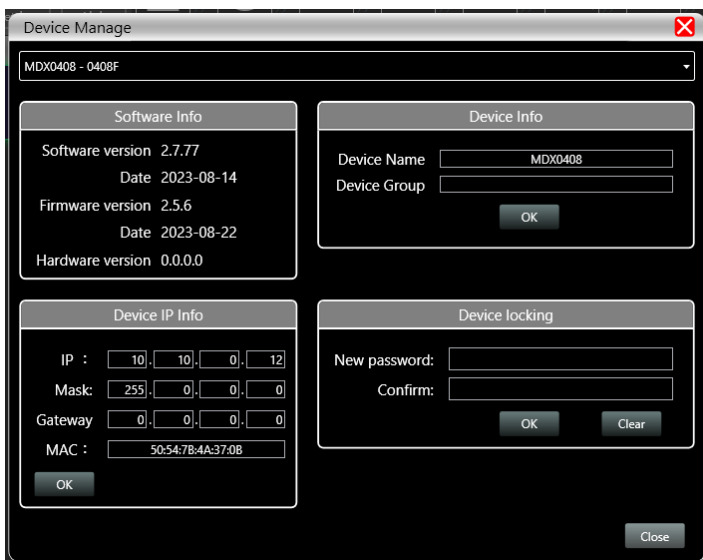 Device Manage
MDX0408 - 0408F
Software Info
Software version 2.7.77
Date 2023-08-14
Firmware version 2.5.6
Date 2023-08-22
Hardware version 0.0.0.0
Device Info
Device Name MDX0408
Device Group
OK
Device IP Info
IP : 10. 10. 0. 12
Mask: 255. 0. 0. 0
Gateway 0. 0. 0. 0
MAC : 50:54:7B:4A:37:0B
OK
Device locking
New password:
Confirm:
OK Clear
Close